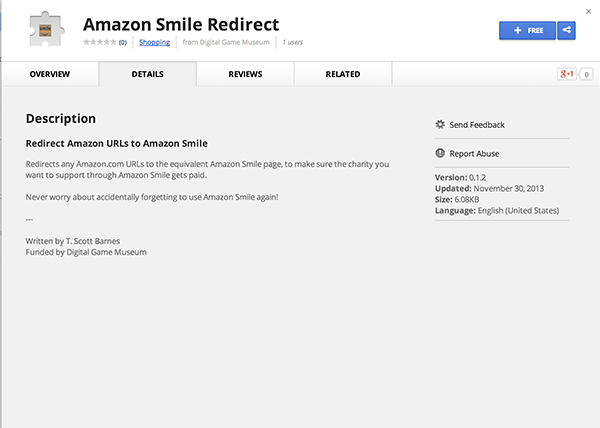 Amazon Smile Redirect
(0) Shopping from Digital Game Museum 1 users
+ FREE
OVERVIEW DETAILS REVIEWS RELATED
g+1 0
Description
Redirect Amazon URLs to Amazon Smile
Redirects any Amazon.com URLs to the equivalent Amazon Smile page, to make sure the charity you
want to support through Amazon Smile gets paid.
Never worry about accidentally forgetting to use Amazon Smile again!
---
Written by T. Scott Barnes
Funded by Digital Game Museum
Send Feedback
Report Abuse
Version: 0.1.2
Updated: November 30, 2013
Size: 6.08KB
Language: English (United States)